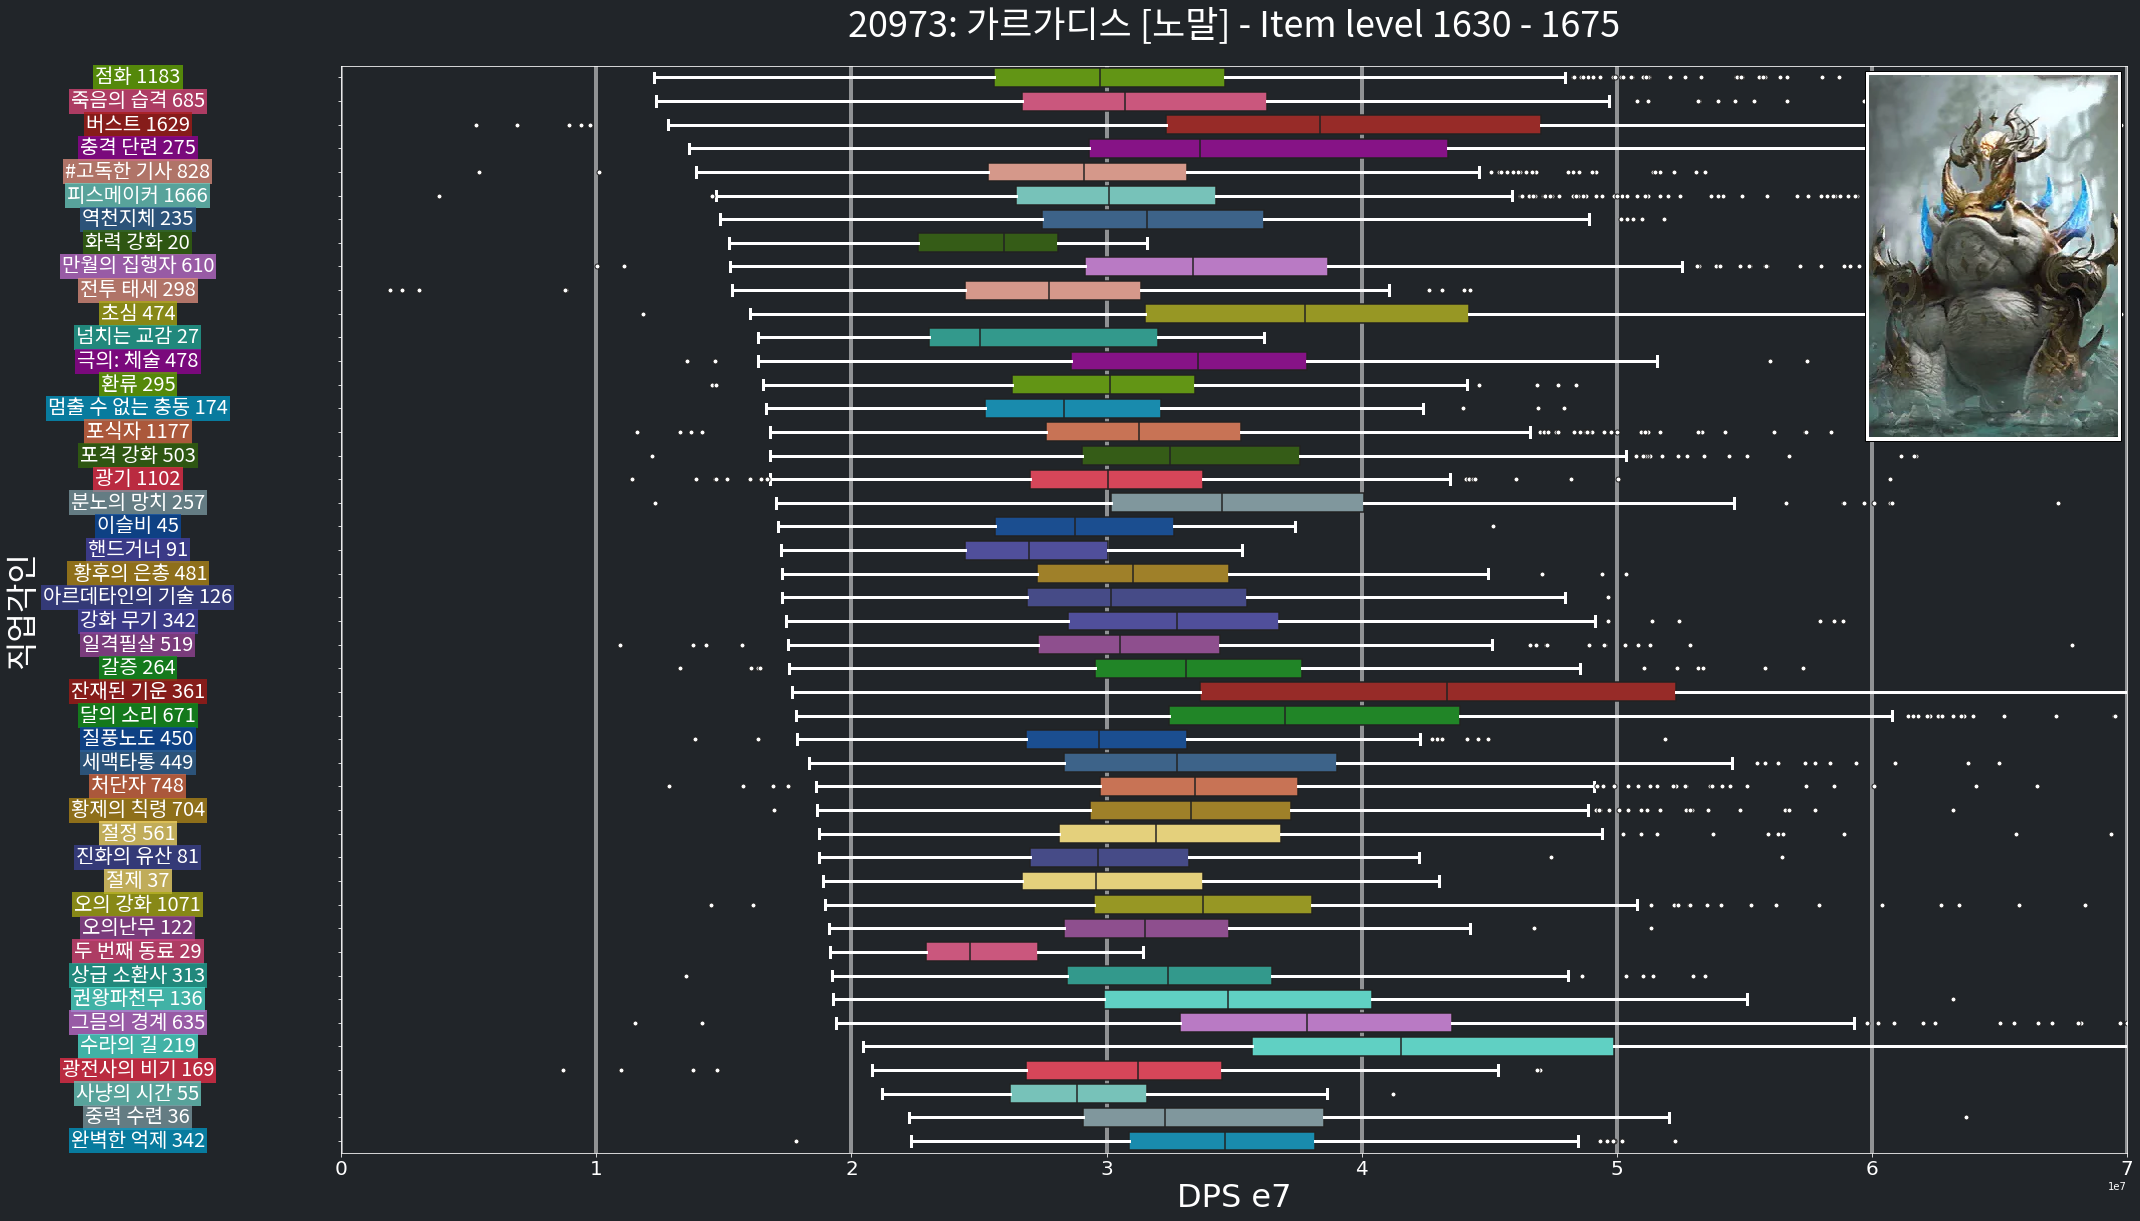 20973: 가르가디스 [노말] - Item level 1630 - 1675
직업각인
점화 1183
죽음의 습격 685
버스트 1629
충격 단련 275
#고독한 기사 828
피스메이커 1666
역천지체 235
화력 강화 20
만월의 집행자 610
전투 태세 298
초심 474
넘치는 교감 27
극의: 체술 478
환류 295
멈출 수 없는 충동 174
포식자 1177
포격 강화 503
광기 1102
분노의 망치 257
이슬비 45
핸드거너 91
황후의 은총 481
아르데타인의 기술 126
강화 무기 342
일격필살 519
갈증 264
잔재된 기운 361
달의 소리 671
질풍노도 450
세맥타통 449
처단자 748
황제의 칙령 704
절정 561
진화의 유산 81
절제 37
오의 강화 1071
오의난무 122
두 번째 동료 29
상급 소환사 313
권왕파천무 136
그믐의 경계 635
수라의 길 219
광전사의 비기 169
사냥의 시간 55
중력 수련 36
완벽한 억제 342
0 1 2 3 4 5 6 7
DPS e7
1e7